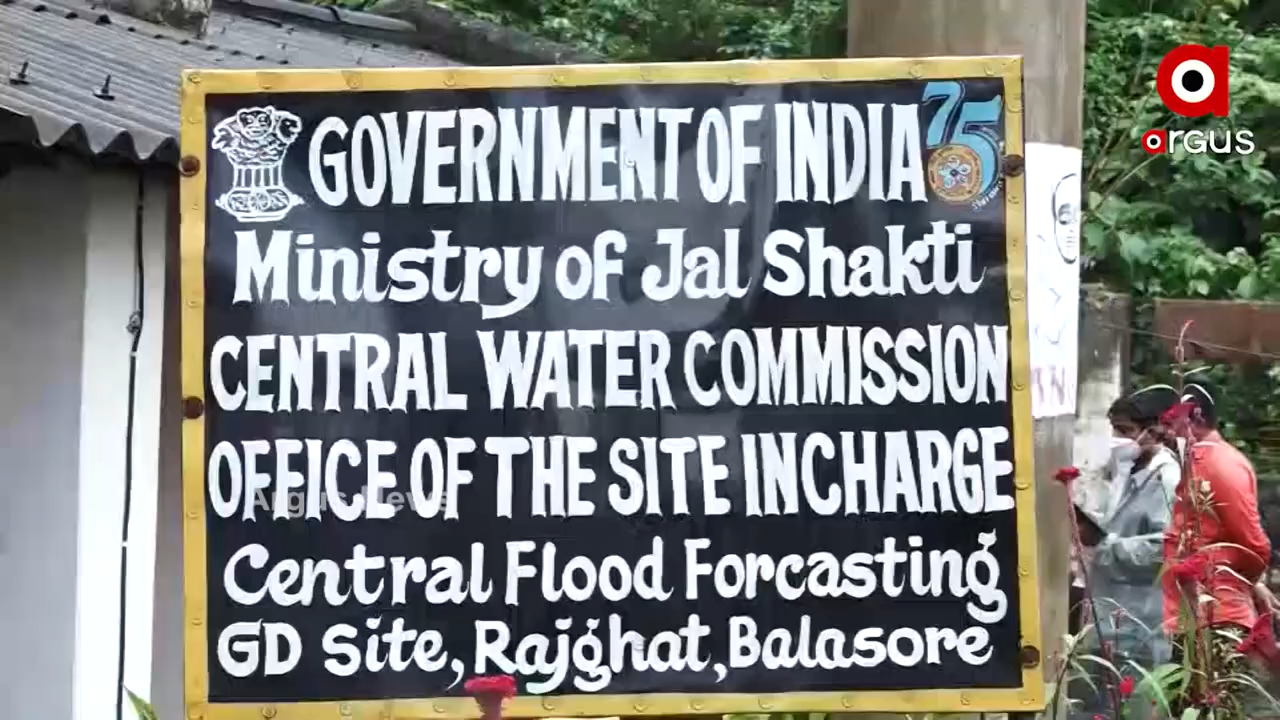 GOVERNMENT OF INDIA
75
Ministry of Jal Shakti
CENTRAL WATER COMMISSION
OFFICE OF THE SITE INCHARGE
Central Flood Forcasting
GD Site, Rajghat, Balasore
argus
Argus News